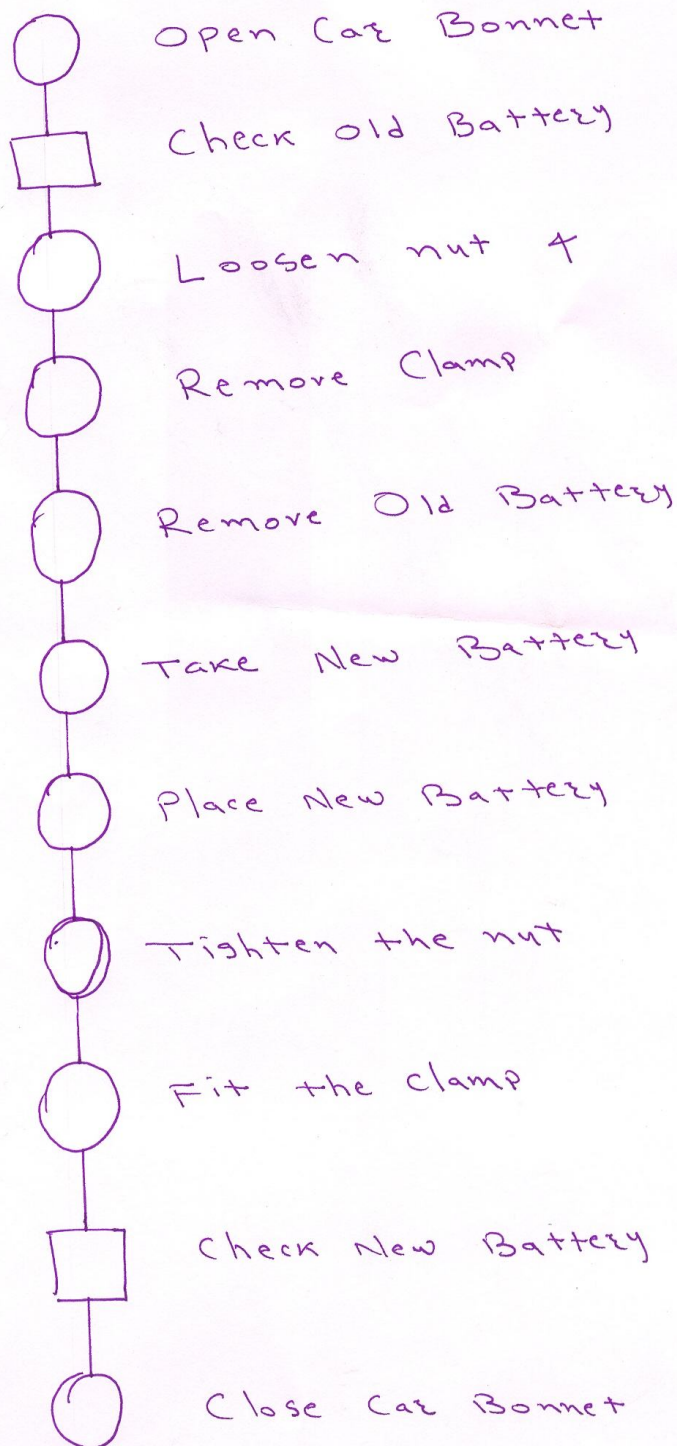 Open Car Bonnet
Check Old Battery
Loosen nut 4
Remove Clamp
Remove Old Battery
Take New Battery
Place New Battery
Tighten the nut
Fit the clamp
Check New Battery
Close Car Bonnet